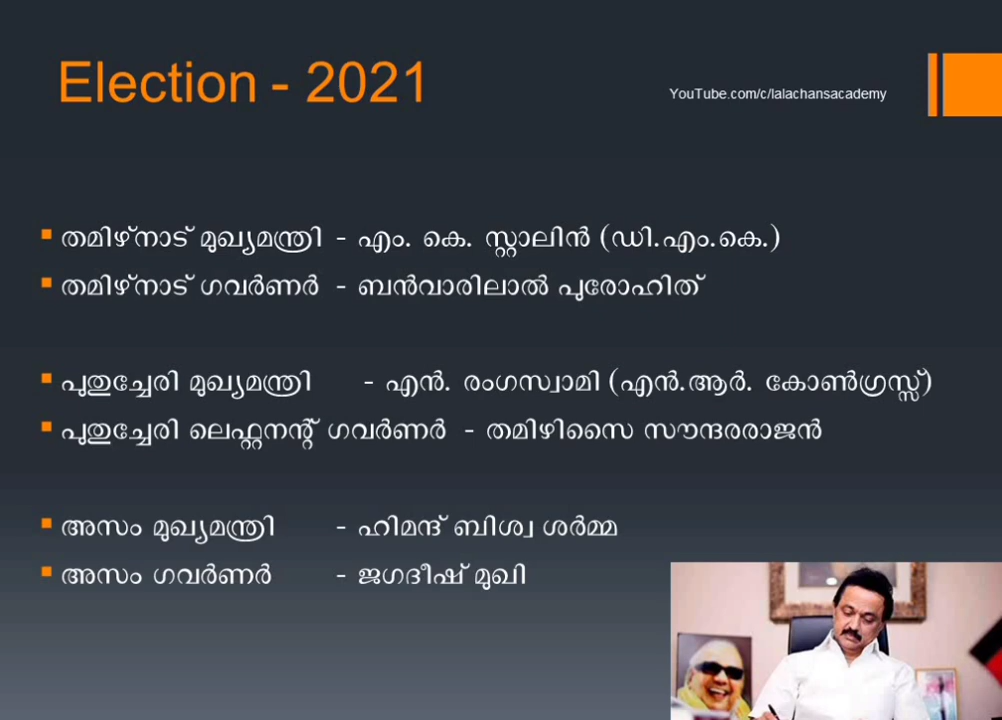 Election - 2021
YouTube.com/c/lalachansacademy
തമിഴ്നാട് മുഖ്യമന്ത്രി - എം. കെ. സ്റ്റാലിൻ (ഡി.എം.കെ.)
തമിഴ്നാട് ഗവർണർ - ബൻവാരിലാൽ പുരോഹിത്
പുതുച്ചേരി മുഖ്യമന്ത്രി - എൻ. രംഗസ്വാമി (എൻ.ആർ. കോൺഗ്രസ്സ്)
പുതുച്ചേരി ലെഫ്റ്റനന്റ് ഗവർണർ - തമിഴിസൈ സൗന്ദരരാജൻ
അസം മുഖ്യമന്ത്രി - ഹിമന്ദ് ബിശ്വ ശർമ്മ
അസം ഗവർണർ - ജഗദീഷ് മുഖി